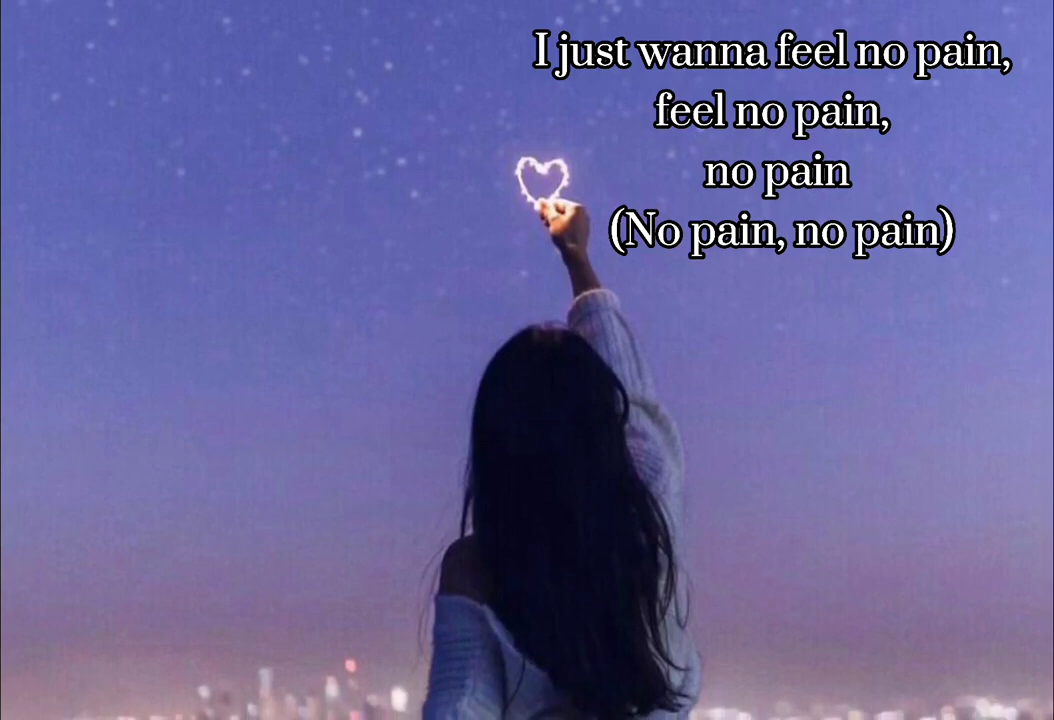 I just wanna feel no pain,
feel no pain,
no pain
(No pain, no pain)